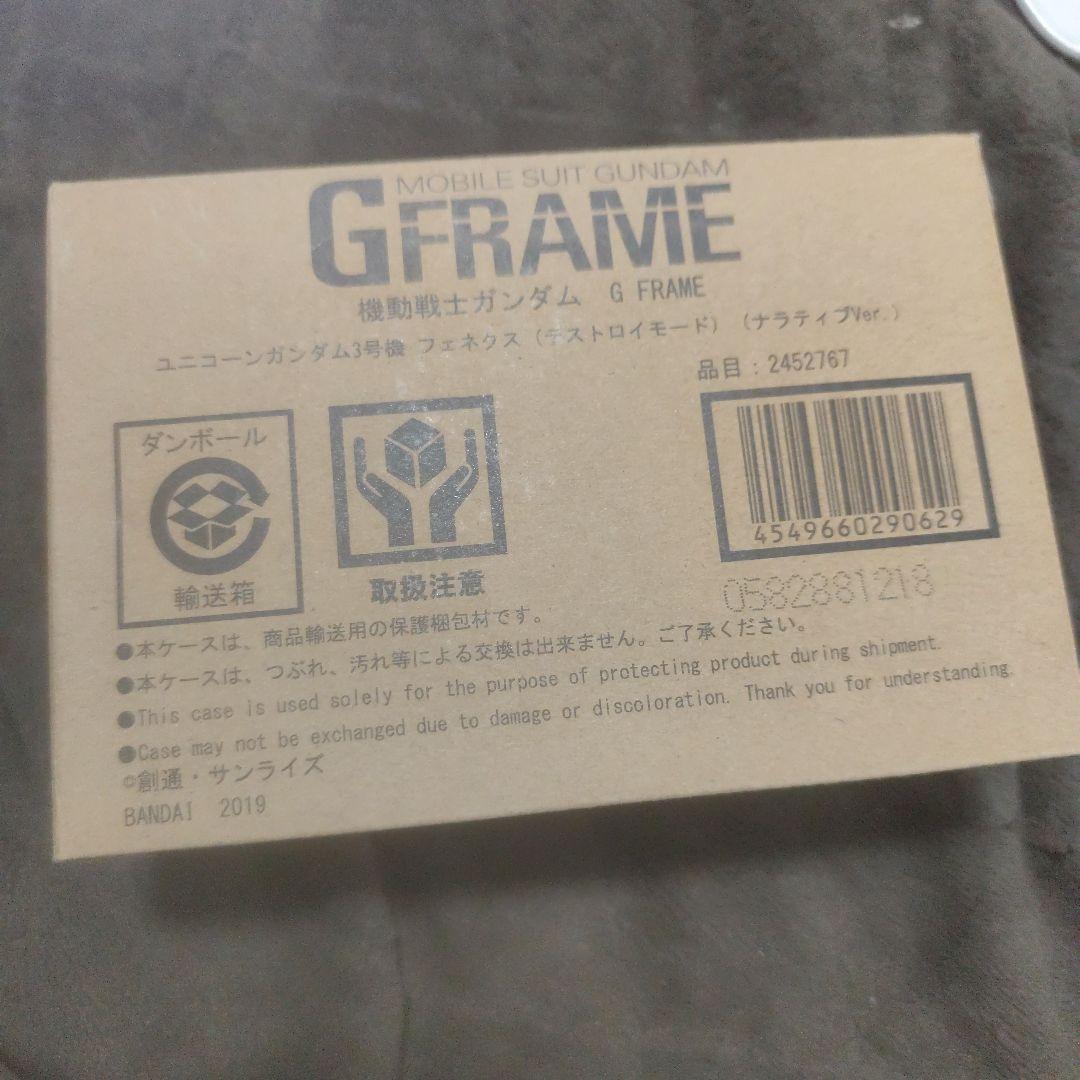 MOBILE SUIT GUNDAM
GFRAME
機動戦士ガンダム G FRAME
ユニコーンガンダム3号機 フェネクス (デストロイモード) (ナラティブVer.)
品目:2452767
ダンボール
輸送箱
取扱注意
4549660290629
0582881218
●本ケースは、商品輸送用の保護梱包材です。
●本ケースは、つぶれ、汚れ等による交換は出来ません。ご了承ください。
●This case is used solely for the purpose of protecting product during shipment.
●Case may not be exchanged due to damage or discoloration. Thank you for understanding.
©創通・サンライズ
BANDAI 2019